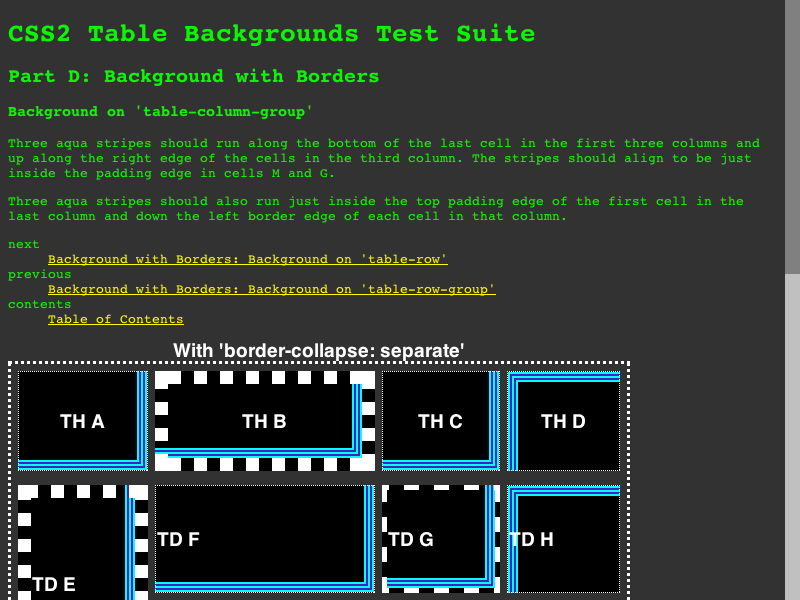 CSS2 Table Backgrounds Test Suite
Part D: Background with Borders
Background on 'table-column-group'
Three aqua stripes should run along the bottom of the last cell in the first three columns and
up along the right edge of the cells in the third column. The stripes should align to be just
inside the padding edge in cells M and G.
Three aqua stripes should also run just inside the top padding edge of the first cell in the
last column and down the left border edge of each cell in that column.
next
Background with Borders: Background on 'table-row'
previous
Background with Borders: Background on 'table-row-group'
contents
Table of Contents
With 'border-collapse: separate'
TH A TH B TH C TH D
TD F TD G TD H
TD E